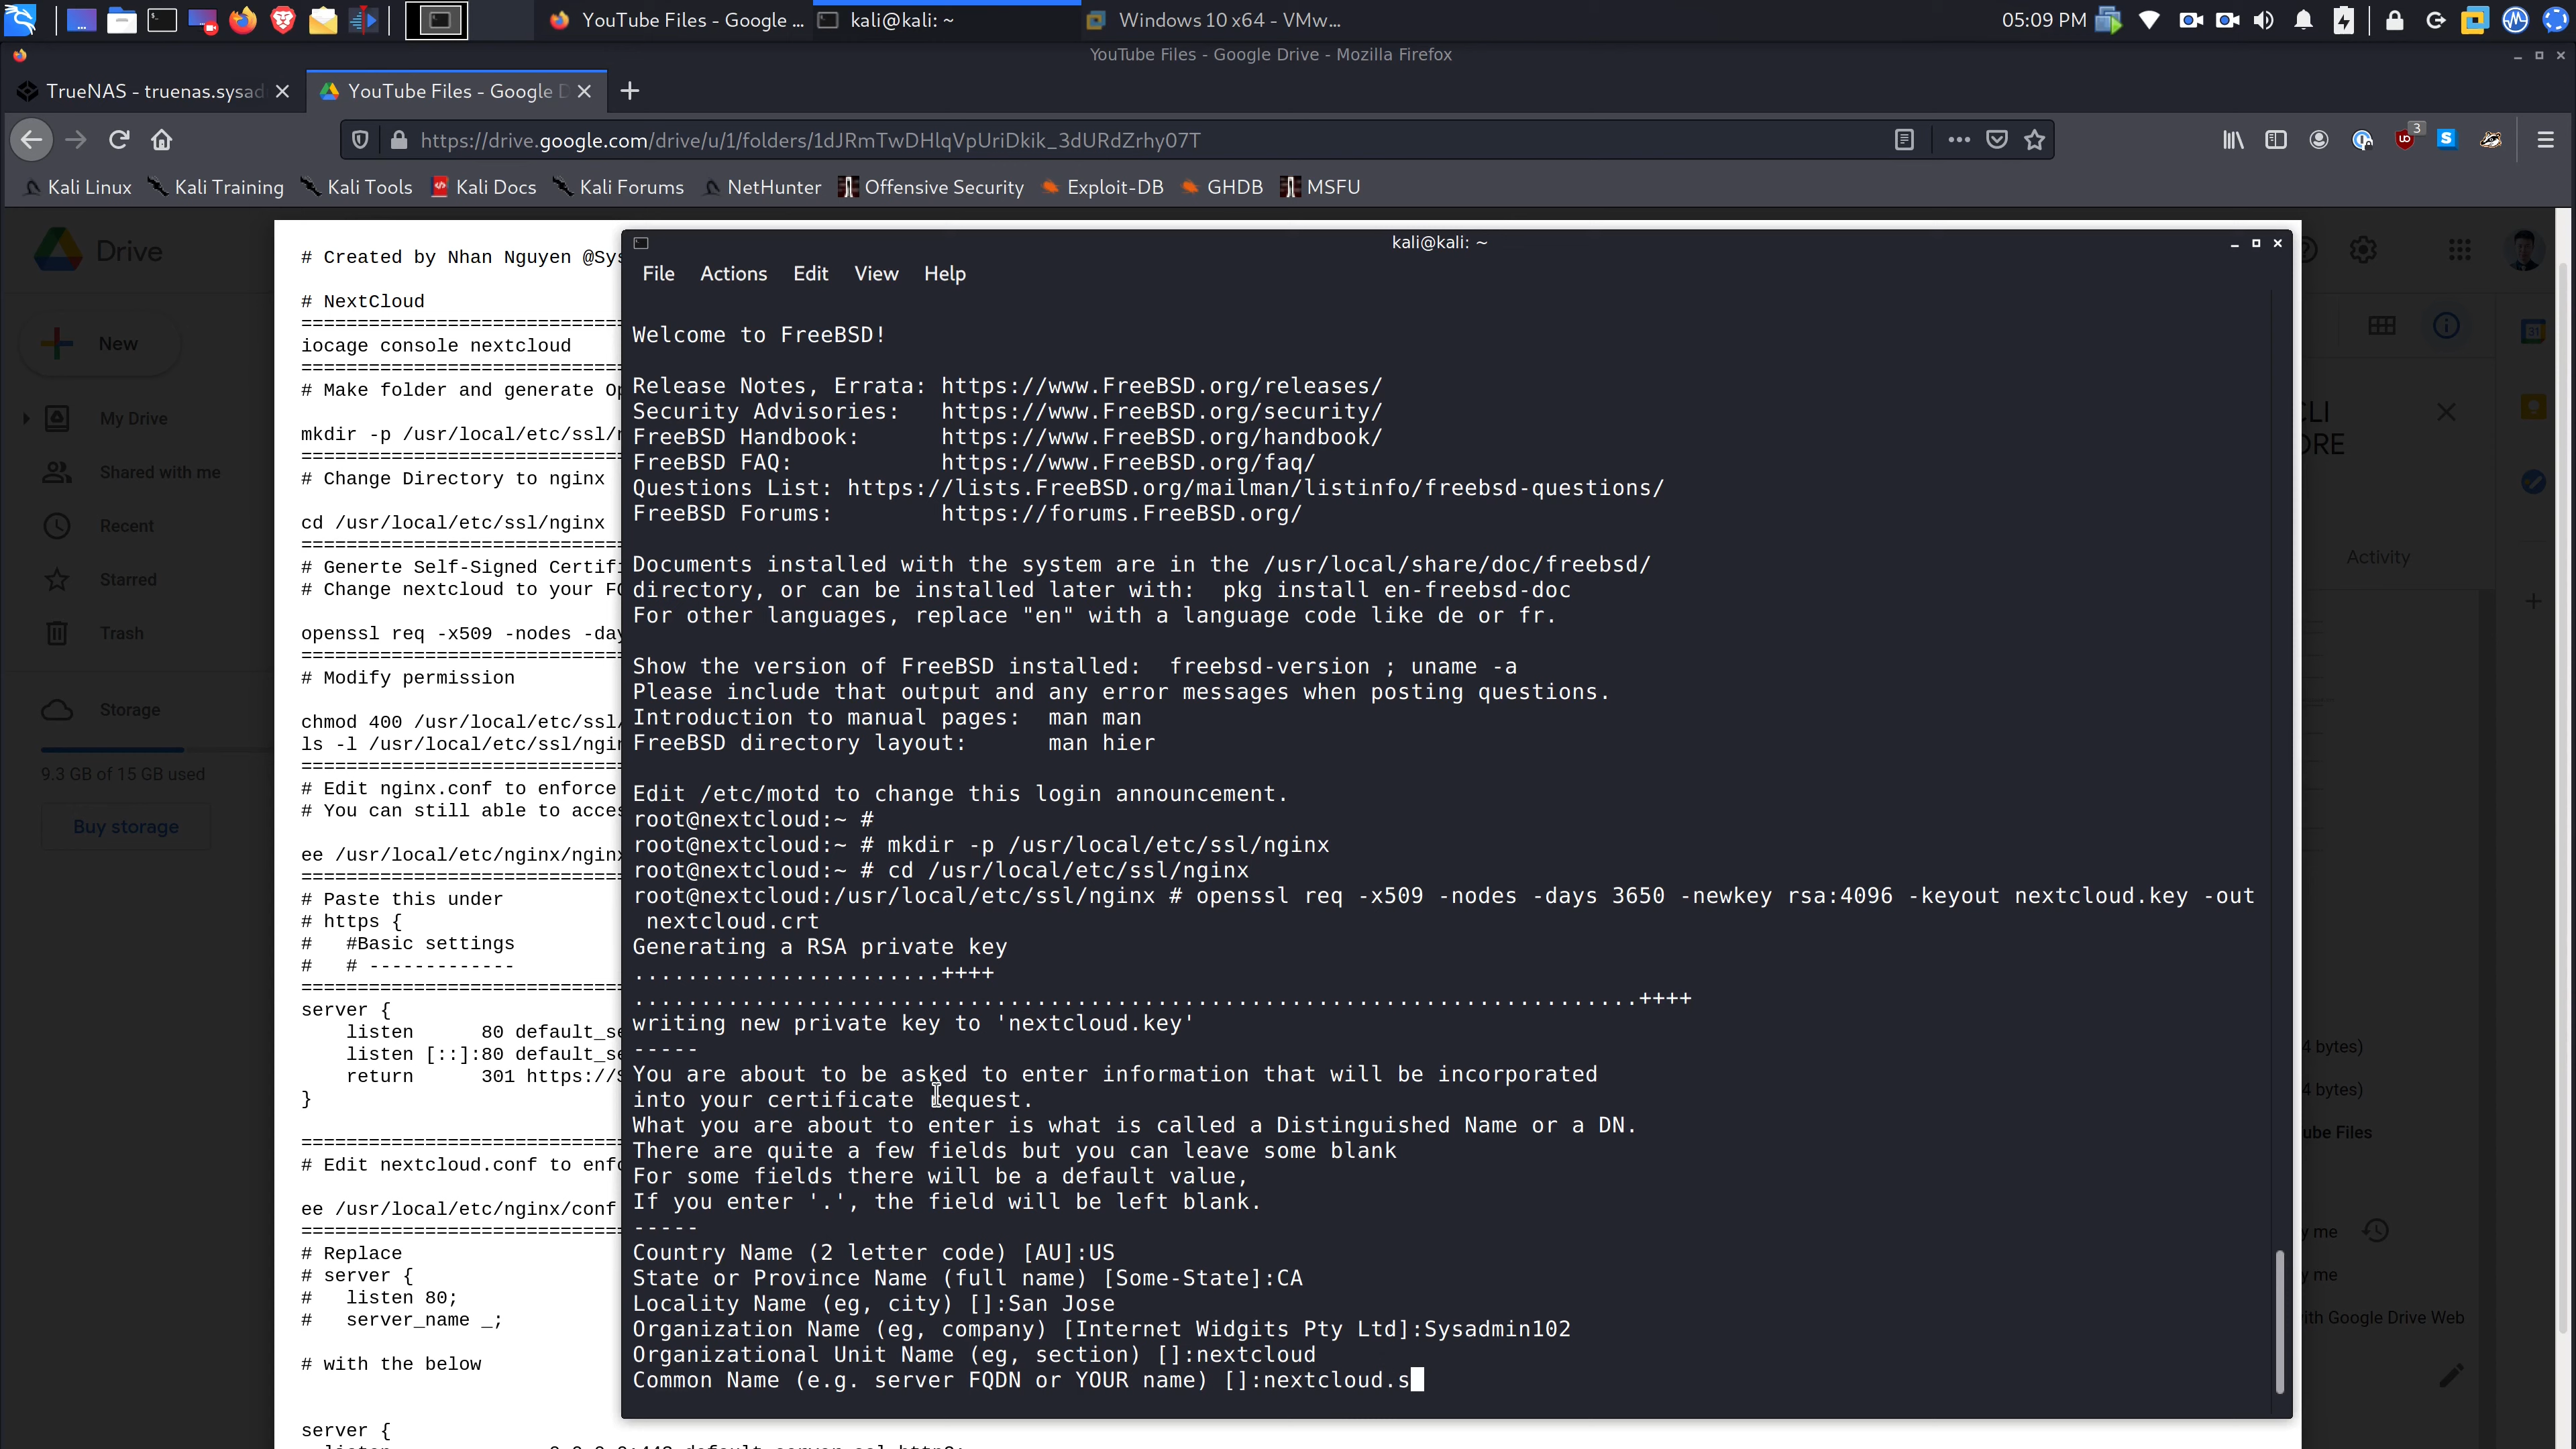 YouTube Files - Google ...
kali@kali: ~
Windows 10 x64 - VMw...
05:09 PM
YouTube Files - Google Drive - Mozilla Firefox
TrueNAS - truenas.sysad
YouTube Files - Google D
https://drive.google.com/drive/u/1/folders/1dJRmTwDHlqVpUriDkik_3dURdZrhy07T
3
Kali Linux
Kali Training
Kali Tools
Kali Docs
Kali Forums
NetHunter
Offensive Security
Exploit-DB
GHDB
MSFU
Drive
New
My Drive
Shared with me
Recent
Starred
Trash
Storage
9.3 GB of 15 GB used
Buy storage
# Created by Nhan Nguyen @Sys
# NextCloud
=============================
iocage console nextcloud
=============================
# Make folder and generate Op
mkdir -p /usr/local/etc/ssl/n
=============================
# Change Directory to nginx
cd /usr/local/etc/ssl/nginx
=============================
# Generte Self-Signed Certifi
# Change nextcloud to your FQ
openssl req -x509 -nodes -day
=============================
# Modify permission
chmod 400 /usr/local/etc/ssl/
ls -l /usr/local/etc/ssl/ngin
=============================
# Edit nginx.conf to enforce
# You can still able to acces
ee /usr/local/etc/nginx/nginx
=============================
# Paste this under
# https {
#   #Basic settings
#   # -------------
=============================
server {
    listen      80 default_se
    listen [::]:80 default_se
    return      301 https://$
}
=============================
# Edit nextcloud.conf to enfo
ee /usr/local/etc/nginx/conf
=============================
# Replace
# server {
#   listen 80;
#   server_name _;
# with the below
server {
kali@kali: ~
File Actions Edit View Help
Welcome to FreeBSD!
Release Notes, Errata: https://www.FreeBSD.org/releases/
Security Advisories:   https://www.FreeBSD.org/security/
FreeBSD Handbook:      https://www.FreeBSD.org/handbook/
FreeBSD FAQ:           https://www.FreeBSD.org/faq/
Questions List: https://lists.FreeBSD.org/mailman/listinfo/freebsd-questions/
FreeBSD Forums:        https://forums.FreeBSD.org/
Documents installed with the system are in the /usr/local/share/doc/freebsd/
directory, or can be installed later with:  pkg install en-freebsd-doc
For other languages, replace "en" with a language code like de or fr.
Show the version of FreeBSD installed:  freebsd-version ; uname -a
Please include that output and any error messages when posting questions.
Introduction to manual pages:  man man
FreeBSD directory layout:      man hier
Edit /etc/motd to change this login announcement.
root@nextcloud:~ #
root@nextcloud:~ # mkdir -p /usr/local/etc/ssl/nginx
root@nextcloud:~ # cd /usr/local/etc/ssl/nginx
root@nextcloud:/usr/local/etc/ssl/nginx # openssl req -x509 -nodes -days 3650 -newkey rsa:4096 -keyout nextcloud.key -out
 nextcloud.crt
Generating a RSA private key
.......................++++
...........................................................................++++
writing new private key to 'nextcloud.key'
-----
You are about to be asked to enter information that will be incorporated
into your certificate request.
What you are about to enter is what is called a Distinguished Name or a DN.
There are quite a few fields but you can leave some blank
For some fields there will be a default value,
If you enter '.', the field will be left blank.
-----
Country Name (2 letter code) [AU]:US
State or Province Name (full name) [Some-State]:CA
Locality Name (eg, city) []:San Jose
Organization Name (eg, company) [Internet Widgits Pty Ltd]:Sysadmin102
Organizational Unit Name (eg, section) []:nextcloud
Common Name (e.g. server FQDN or YOUR name) []:nextcloud.s
CLI
ORE
Activity
4 bytes)
4 bytes)
ube Files
y me
y me
ith Google Drive Web
31